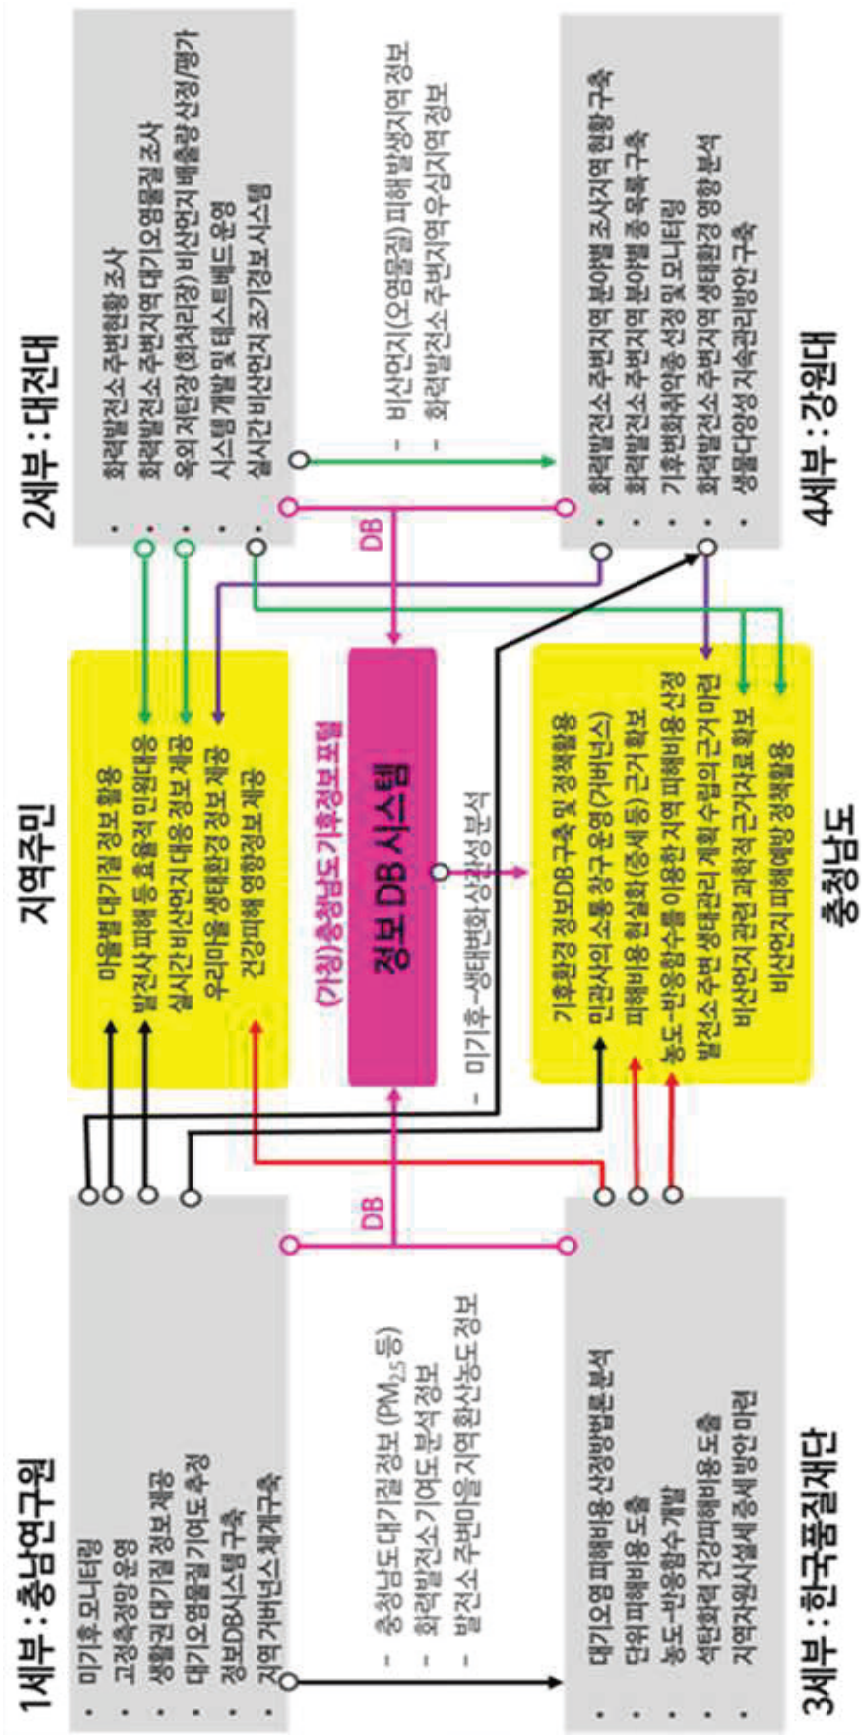 1세부 : 충남연구원
• 미기후 모니터링
• 고정측정망 운영
• 생활권 대기질 정보 제공
• 대기오염물질 기여도 추정
• 정보DB시스템 구축
• 지역 거버넌스 체계구축
지역주민
마을별 대기질 정보 활용
발전사 피해 등 효율적 민원대응
실시간 비산먼지 대응 정보 제공
우리마을 생태환경 정보 제공
건강피해 영향정보 제공
2세부 : 대전대
• 화력발전소 주변현황 조사
• 화력발전소 주변지역 대기오염물질 조사
• 옥외 저탄장 (회처리장) 비산먼지 배출량 산정/평가
• 시스템 개발 및 테스트베드 운영
• 실시간 비산먼지 조기경보 시스템
- 충청남도 대기질 정보 (PM2.5 등)
- 화력발전소 기여도 분석 정보
- 발전소 주변마을 지역 확산농도 정보
DB
(가칭)충청남도 기후정보 포털
정보 DB 시스템
DB
- 미기후-생태변화 상관성 분석
- 비산먼지(오염물질) 피해 발생지역 정보
- 화력발전소 주변지역 우심지역 정보
• 대기오염 피해비용 산정방법론 분석
• 단위 피해비용 도출
• 농도-반응함수 개발
• 석탄화력 건강피해비용 도출
• 지역자원시설세 증세 방안 마련
3세부 : 한국품질재단
기후환경 정보DB 구축 및 정책활용
민관사의 소통 창구 운영 (거버넌스)
피해비용 현실화 (증세 등) 근거 확보
농도-반응함수를 이용한 지역 피해비용 산정
발전소 주변 생태관리 계획 수립의 근거 마련
비산먼지 관련 과학적 근거자료 확보
비산먼지 피해예방 정책활용
충청남도
• 화력발전소 주변지역 분야별 조사지역 현황 구축
• 화력발전소 주변지역 분야별 종 목록 구축
• 기후변화취약종 선정 및 모니터링
• 화력발전소 주변지역 생태환경 영향 분석
• 생물다양성 지속관리방안 구축
4세부 : 강원대